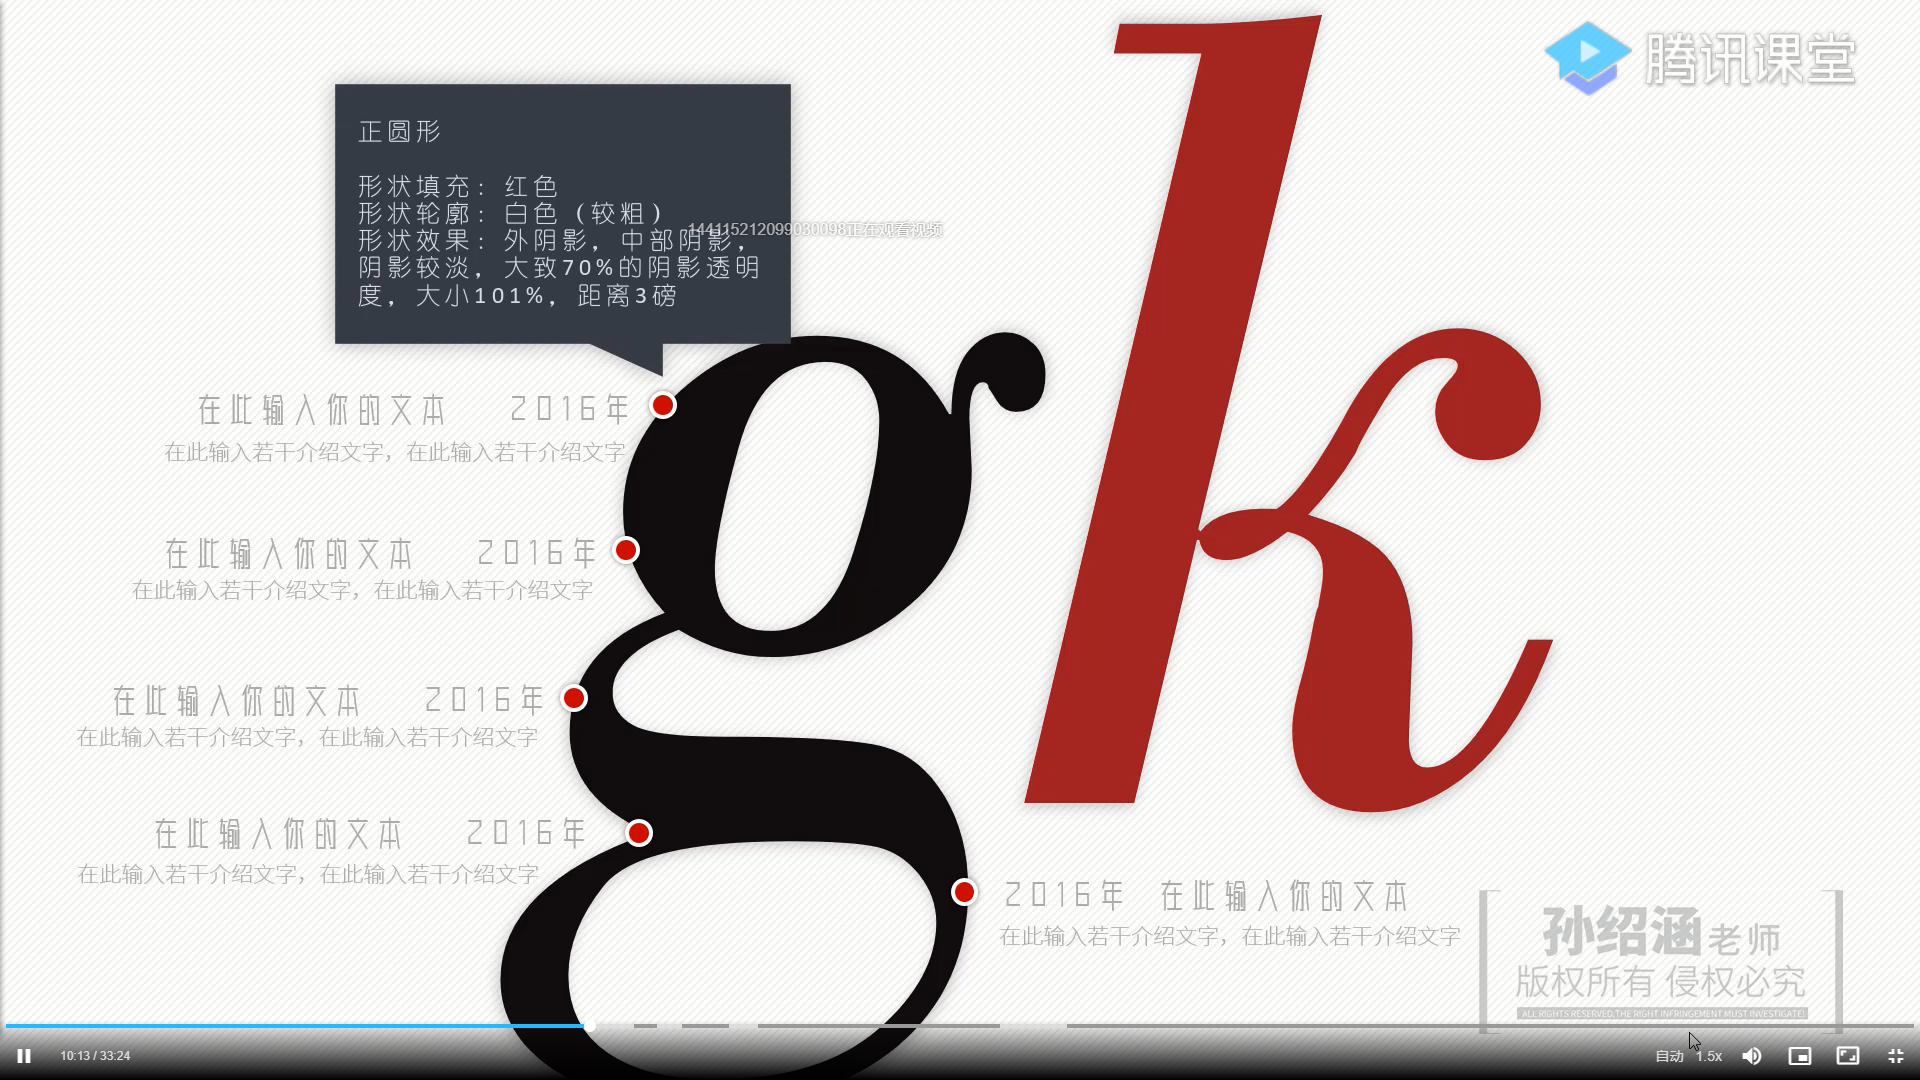 腾讯课堂
正圆形
形状填充：红色
形状轮廓：白色（较粗）
形状效果：外阴影，中部阴影，
阴影较淡，大致70%的阴影透明
度，大小101%，距离3磅
144115212099030098正在观看视频
gk
在此输入你的文本 2016年
在此输入若干介绍文字，在此输入若干介绍文字
在此输入你的文本 2016年
在此输入若干介绍文字，在此输入若干介绍文字
在此输入你的文本 2016年
在此输入若干介绍文字，在此输入若干介绍文字
在此输入你的文本 2016年
在此输入若干介绍文字，在此输入若干介绍文字
2016年 在此输入你的文本
在此输入若干介绍文字，在此输入若干介绍文字
孙绍涵老师
版权所有 侵权必究
ALL RIGHTS RESERVED,THE RIGHT INFRINGEMENT MUST INVESTIGATE!
10:13 / 33:24
自动 1.5x